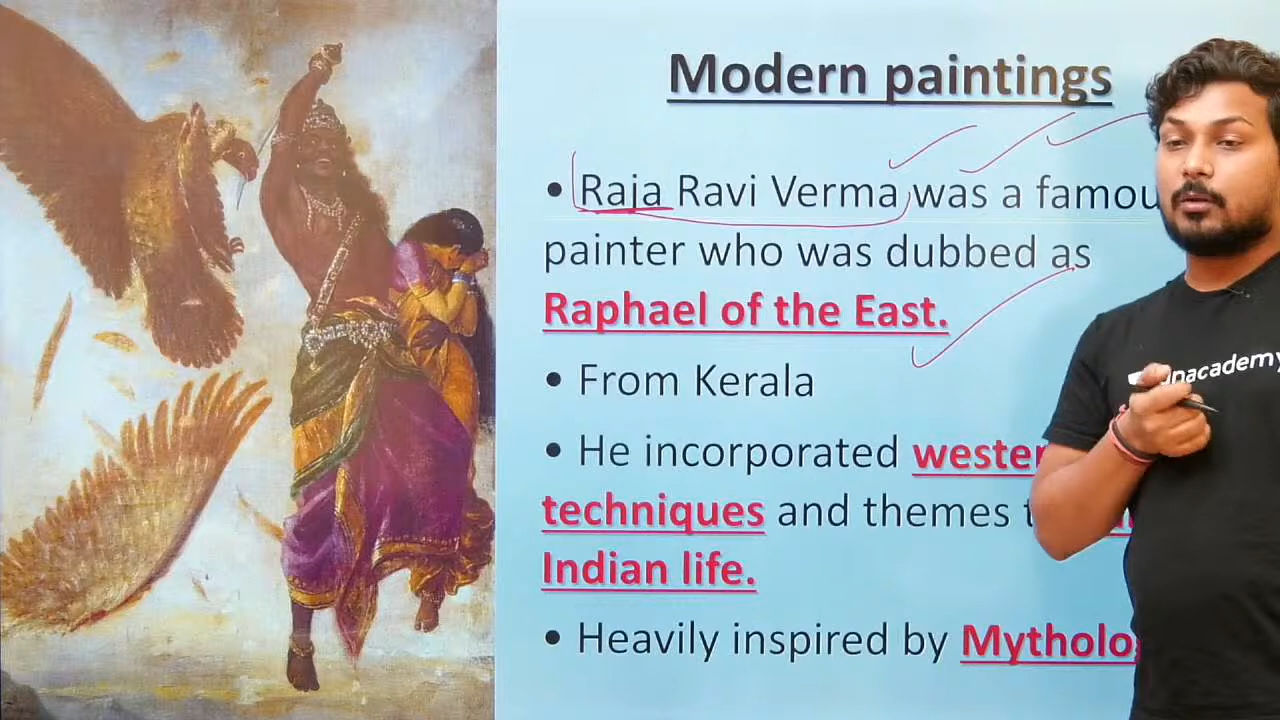 Modern paintings
• Raja Ravi Verma was a famou
painter who was dubbed as
Raphael of the East.
• From Kerala
• He incorporated wester
techniques and themes t
Indian life.
• Heavily inspired by Mytholo
unacademy